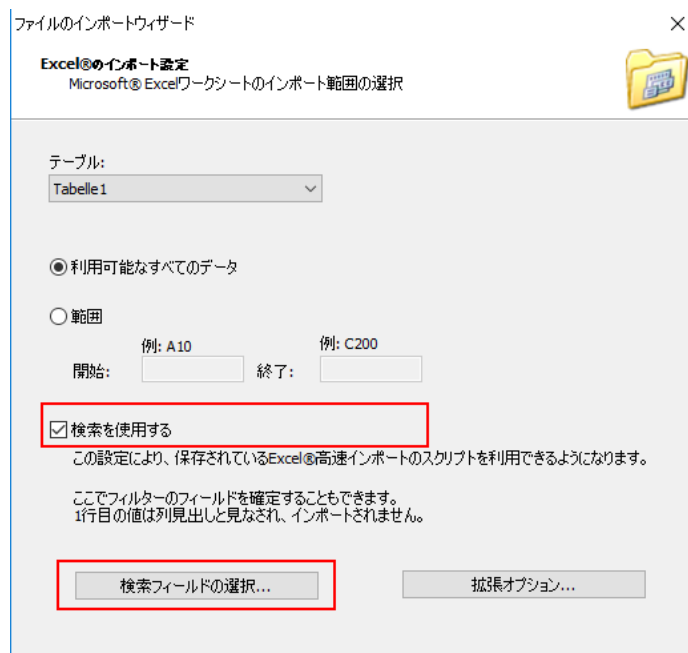 ファイルのインポートウィザード
Excel®のインポート設定
Microsoft® Excelワークシートのインポート範囲の選択
テーブル:
Tabelle1
利用可能なすべてのデータ
範囲
例: A10 例: C200
開始: 終了:
検索を使用する
この設定により、保存されているExcel®高速インポートのスクリプトを利用できるようになります。
ここでフィルターのフィールドを確定することもできます。
1行目の値は列見出しと見なされ、インポートされません。
検索フィールドの選択... 拡張オプション...